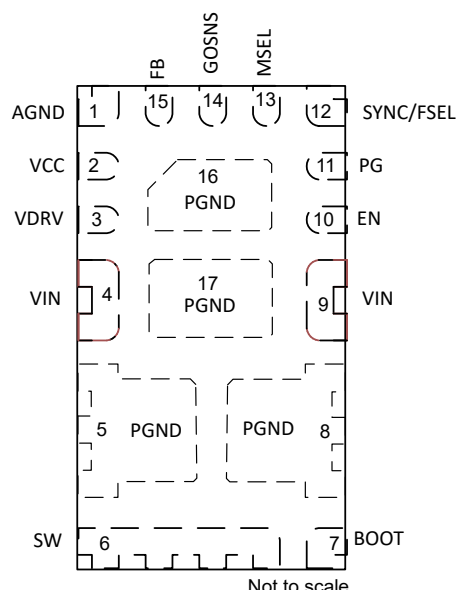 FB
GOSNS
MSEL
AGND 1 15 14 13 12 SYNC/FSEL
VCC 2 11 PG
16
PGND
VDRV 3 10 EN
17
PGND
VIN 4 9 VIN
5 PGND PGND 8
SW 6 7 BOOT
Not to scale